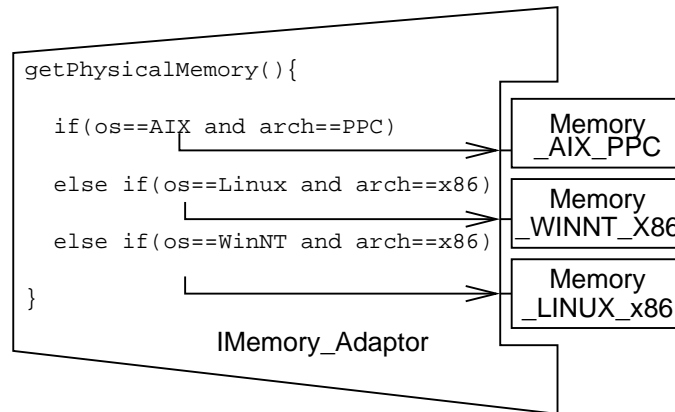 getPhysicalMemory(){
if(os==AIX and arch==PPC)
Memory
_AIX_PPC
else if(os==Linux and arch==x86)
Memory
_WINNT_X86
else if(os==WinNT and arch==x86)
Memory
_LINUX_x86
}
IMemory_Adaptor